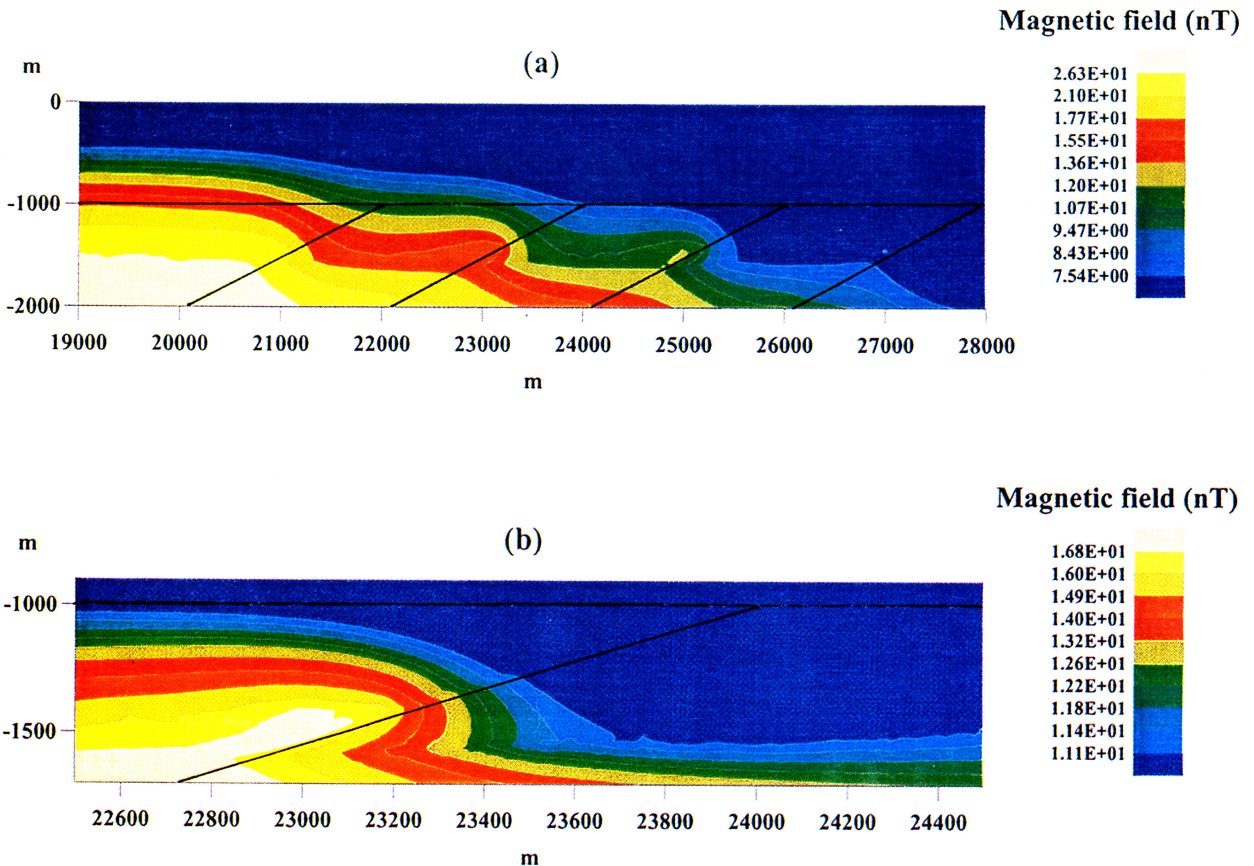 Magnetic field (nT)
(a)
m
2.63E+01
2.10E+01
1.77E+01
1.55E+01
1.36E+01
1.20E+01
1.07E+01
9.47E+00
8.43E+00
7.54E+00
0
-1000
-2000
19000 20000 21000 22000 23000 24000 25000 26000 27000 28000
m
Magnetic field (nT)
(b)
m
1.68E+01
1.60E+01
1.49E+01
1.40E+01
1.32E+01
1.26E+01
1.22E+01
1.18E+01
1.14E+01
1.11E+01
-1000
-1500
22600 22800 23000 23200 23400 23600 23800 24000 24200 24400
m